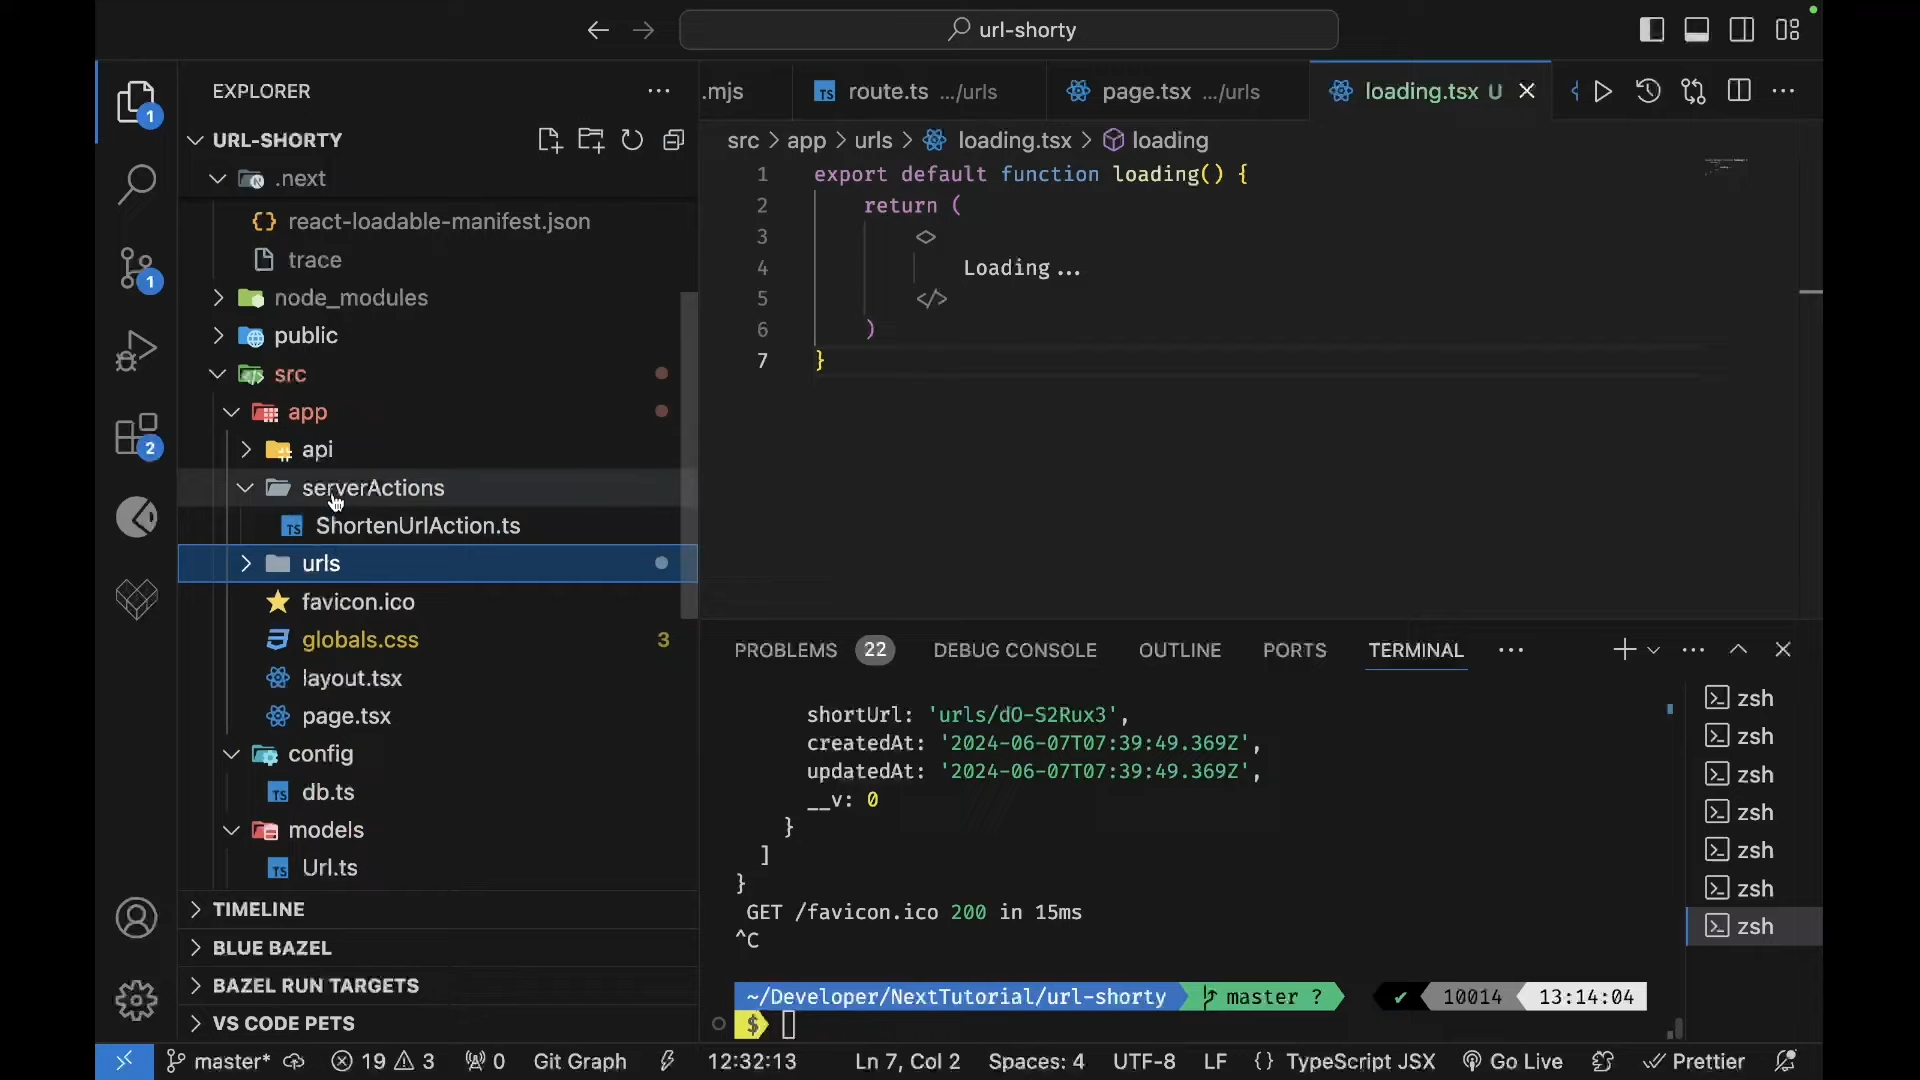 url-shorty
EXPLORER
1
URL-SHORTY
.next
react-loadable-manifest.json
trace
node_modules
public
src
app
api
serverActions
TS ShortenUrlAction.ts
urls
favicon.ico
globals.css 3
layout.tsx
page.tsx
config
TS db.ts
models
TS Url.ts
TIMELINE
BLUE BAZEL
BAZEL RUN TARGETS
VS CODE PETS
1
2
.mjs
TS route.ts .../urls
page.tsx .../urls
loading.tsx U
src > app > urls > loading.tsx > loading
1 export default function loading() {
2 return (
3 <>
4 Loading...
5 </>
6 )
7 }
PROBLEMS 22 DEBUG CONSOLE OUTLINE PORTS TERMINAL
shortUrl: 'urls/dO-S2Rux3',
createdAt: '2024-06-07T07:39:49.369Z',
updatedAt: '2024-06-07T07:39:49.369Z',
__v: 0
}
]
}
GET /favicon.ico 200 in 15ms
^C
~/Developer/NextTutorial/url-shorty master ? ✔ 10014 13:14:04
$
zsh
zsh
zsh
zsh
zsh
zsh
zsh
master* 19 3 0 Git Graph 12:32:13 Ln 7, Col 2 Spaces: 4 UTF-8 LF {} TypeScript JSX Go Live Prettier